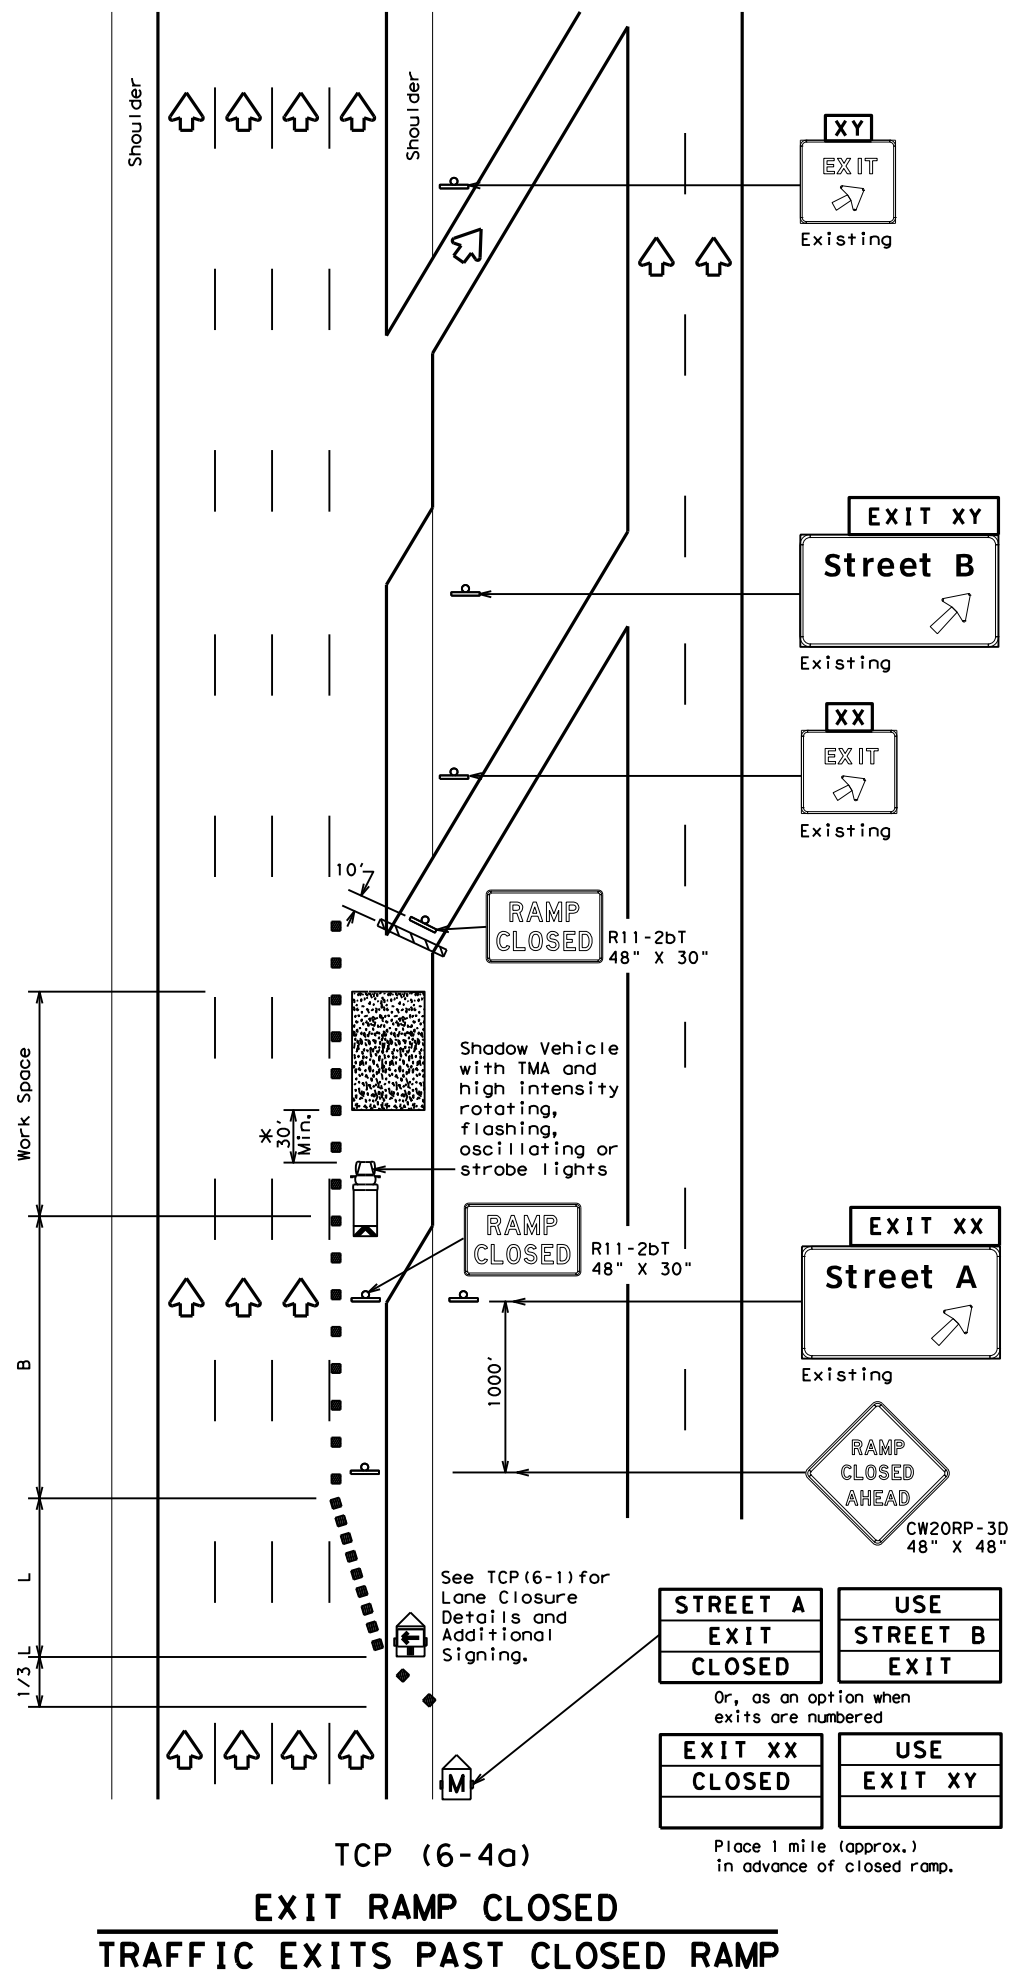 Shoulder
Shoulder
XY
EXIT
Existing
EXIT XY
Street B
Existing
XX
EXIT
Existing
10'
RAMP
CLOSED
R11-2bT
48" X 30"
Work Space
*
30'
Min.
Shadow Vehicle
with TMA and
high intensity
rotating,
flashing,
oscillating or
strobe lights
RAMP
CLOSED
R11-2bT
48" X 30"
EXIT XX
Street A
Existing
B
1000'
RAMP
CLOSED
AHEAD
CW20RP-3D
48" X 48"
L
1/3 L
See TCP(6-1)for
Lane Closure
Details and
Additional
Signing.
STREET A
EXIT
CLOSED
USE
STREET B
EXIT
Or, as an option when
exits are numbered
EXIT XX
CLOSED
USE
EXIT XY
M
Place 1 mile (approx.)
in advance of closed ramp.
TCP (6-4a)
EXIT RAMP CLOSED
TRAFFIC EXITS PAST CLOSED RAMP